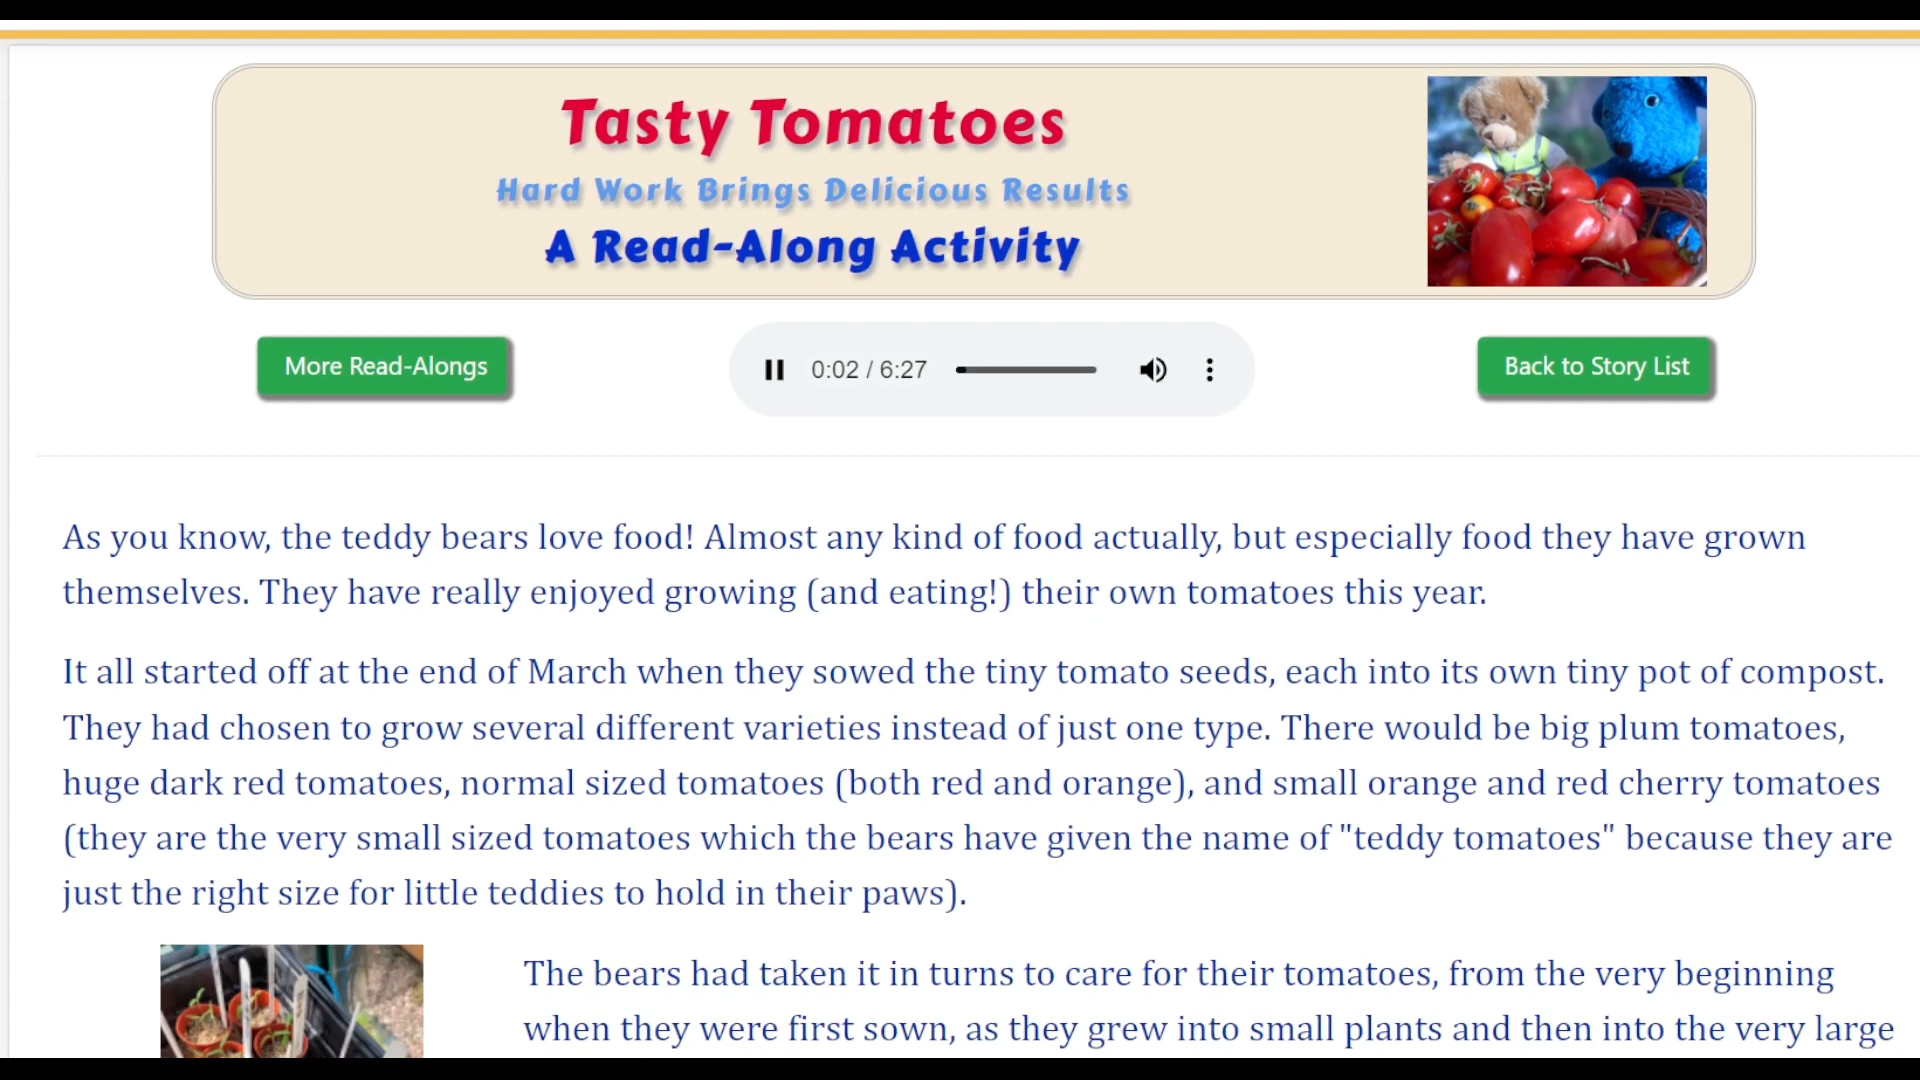 Tasty Tomatoes
Hard Work Brings Delicious Results
A Read-Along Activity
More Read-Alongs
0:02 / 6:27
Back to Story List
As you know, the teddy bears love food! Almost any kind of food actually, but especially food they have grown
themselves. They have really enjoyed growing (and eating!) their own tomatoes this year.
It all started off at the end of March when they sowed the tiny tomato seeds, each into its own tiny pot of compost.
They had chosen to grow several different varieties instead of just one type. There would be big plum tomatoes,
huge dark red tomatoes, normal sized tomatoes (both red and orange), and small orange and red cherry tomatoes
(they are the very small sized tomatoes which the bears have given the name of "teddy tomatoes" because they are
just the right size for little teddies to hold in their paws).
The bears had taken it in turns to care for their tomatoes, from the very beginning
when they were first sown, as they grew into small plants and then into the very large